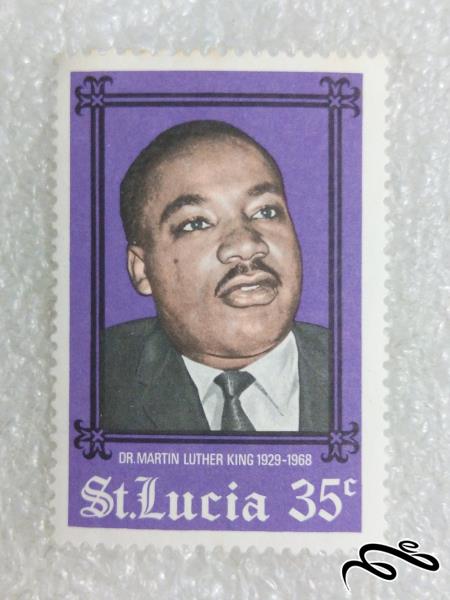 DR. MARTIN LUTHER KING 1929-1968
St. Lucia 35c